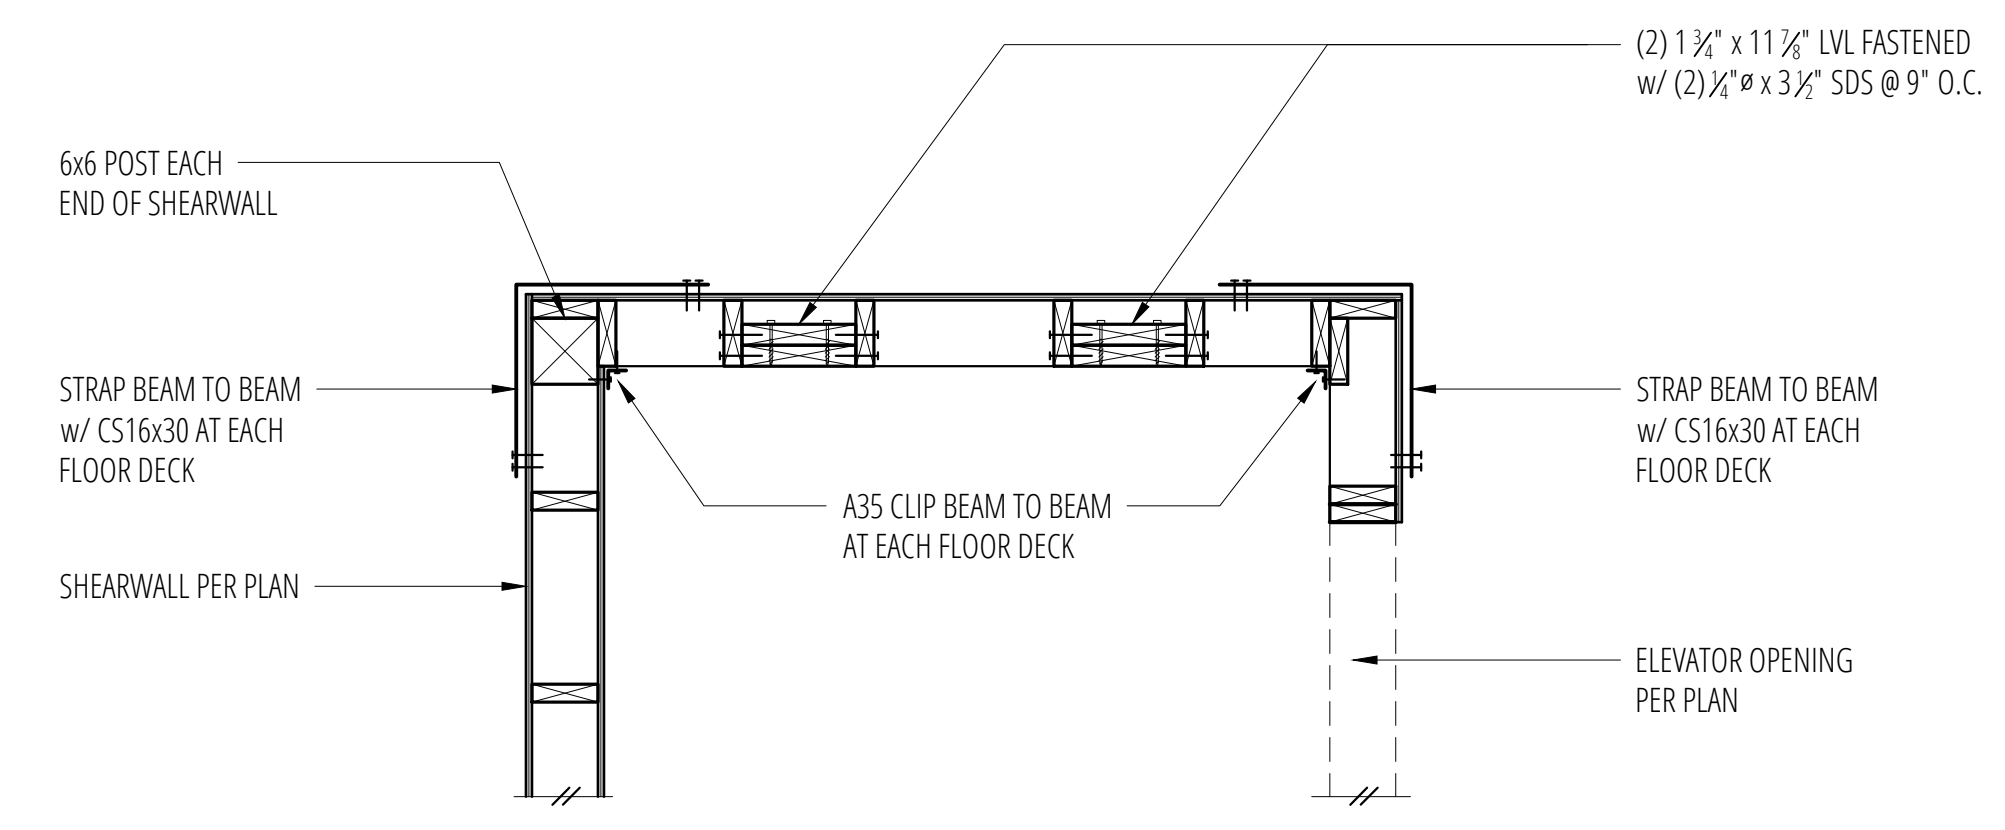 (2) 1 ¾" x 11 ⅞" LVL FASTENED
w/ (2) ¼"ø x 3 ½" SDS @ 9" O.C.
6x6 POST EACH
END OF SHEARWALL
STRAP BEAM TO BEAM
w/ CS16x30 AT EACH
FLOOR DECK
STRAP BEAM TO BEAM
w/ CS16x30 AT EACH
FLOOR DECK
A35 CLIP BEAM TO BEAM
AT EACH FLOOR DECK
SHEARWALL PER PLAN
ELEVATOR OPENING
PER PLAN